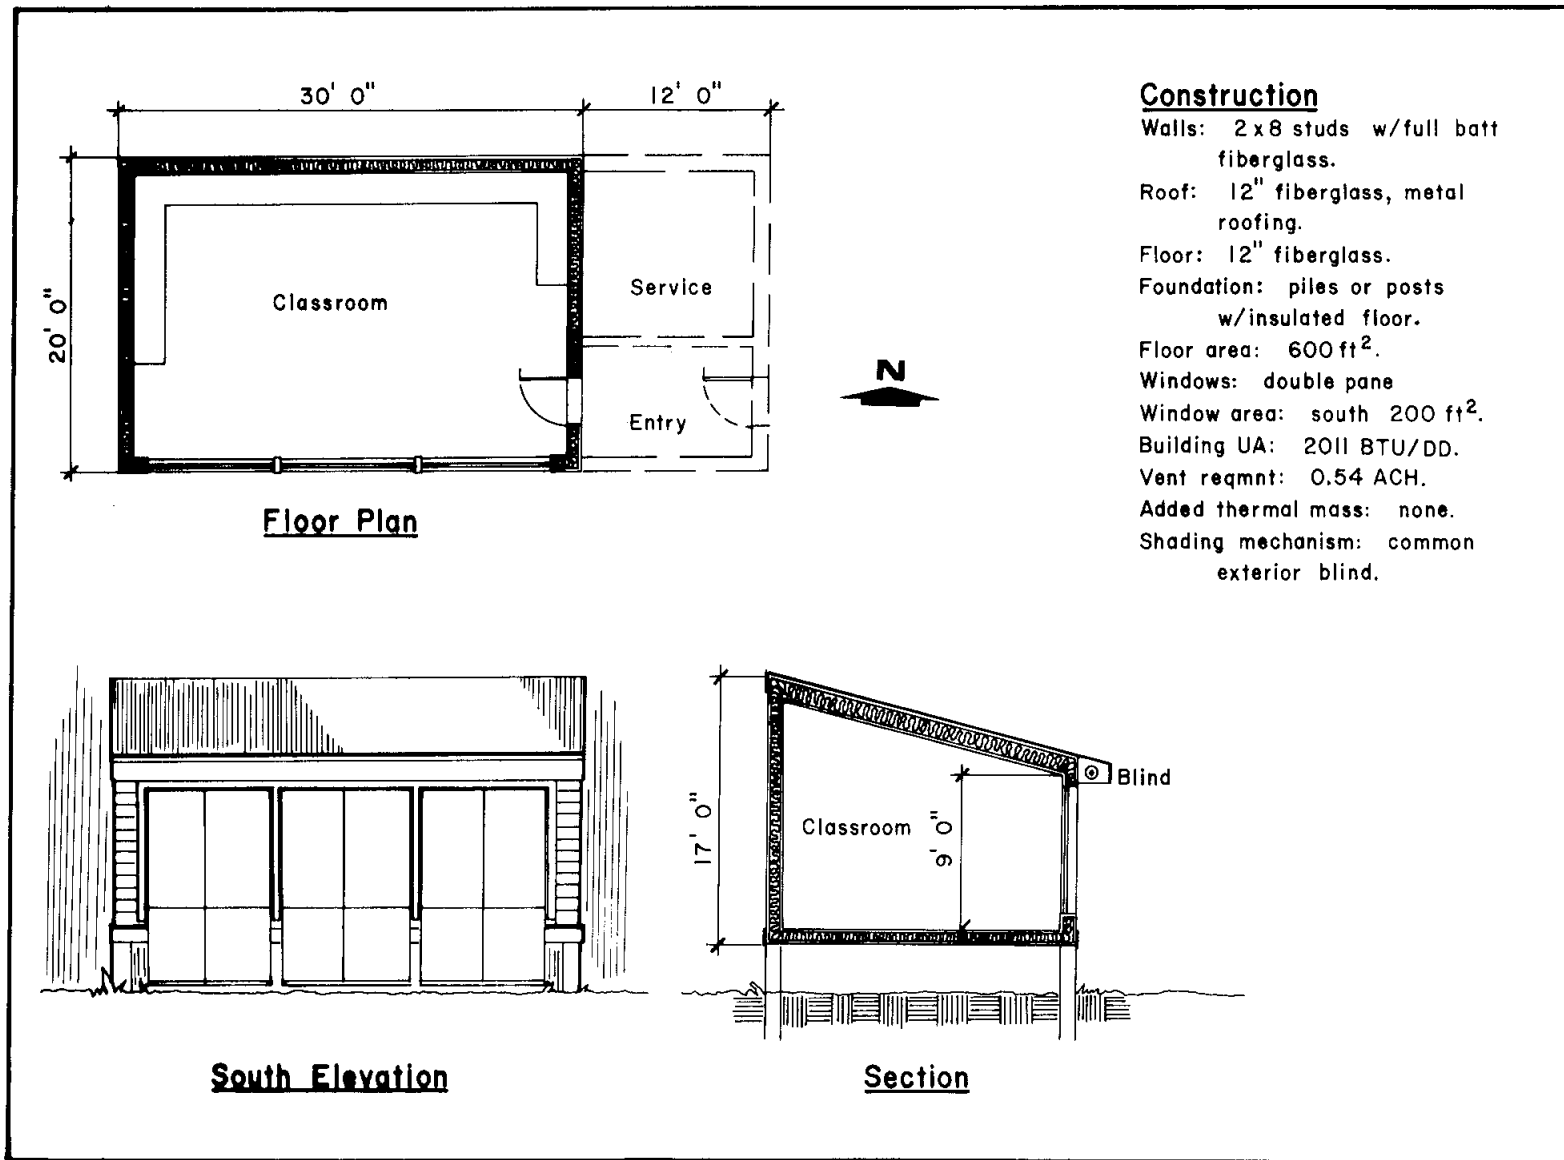 30' 0"
12' 0"
20' 0"
Classroom
Service
Entry
N
Floor Plan
Construction
Walls: 2x8 studs w/full batt
fiberglass.
Roof: 12" fiberglass, metal
roofing.
Floor: 12" fiberglass.
Foundation: piles or posts
w/insulated floor.
Floor area: 600 ft².
Windows: double pane
Window area: south 200 ft².
Building UA: 2011 BTU/DD.
Vent reqmnt: 0.54 ACH.
Added thermal mass: none.
Shading mechanism: common
exterior blind.
South Elevation
17' 0"
Classroom
9' 0"
Blind
Section